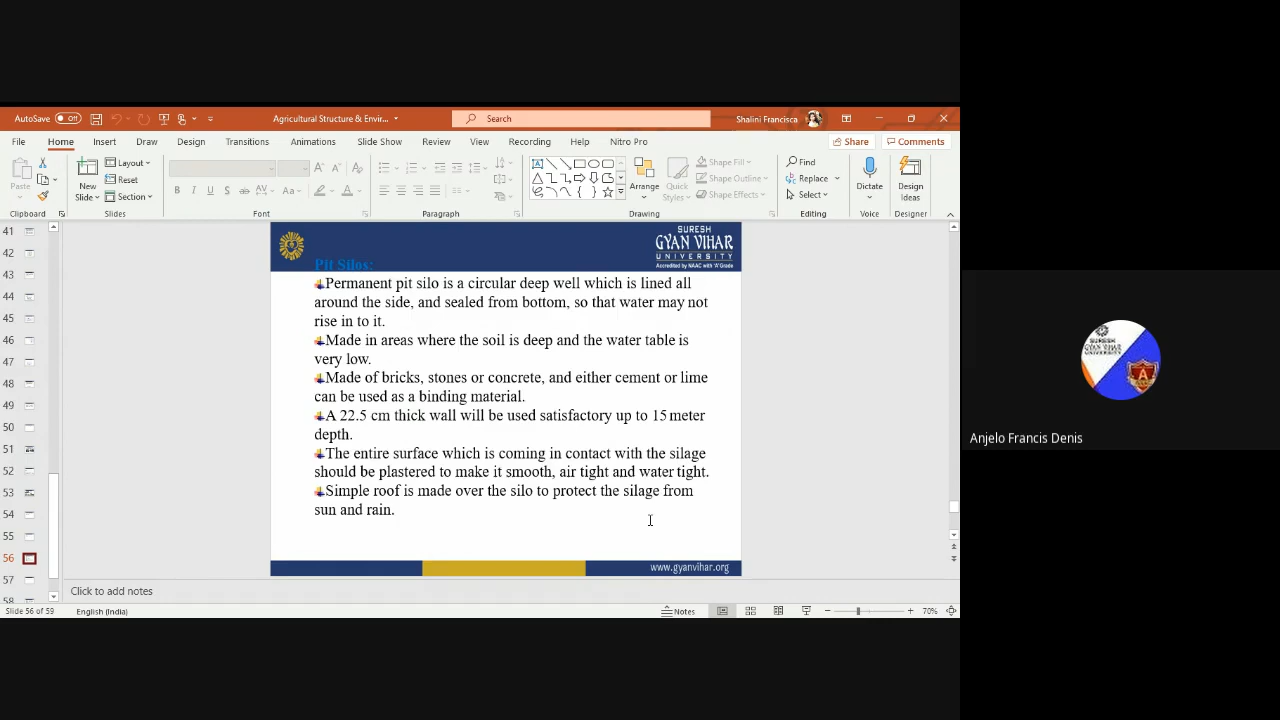 AutoSave Off Agricultural Structure & Envir... Search Shalini Francisca
File Home Insert Draw Design Transitions Animations Slide Show Review View Recording Help Nitro Pro Share Comments
Paste New Slide Layout Reset Section Arrange Quick Styles Shape Fill Shape Outline Shape Effects Find Replace Select Dictate Design Ideas
Clipboard Slides Font Paragraph Drawing Editing Voice Designer
41
42
43
44
45
46
47
48
49
50
51
52
53
54
55
56
57
58
SURESH
GYAN VIHAR
UNIVERSITY
Accredited by NAAC with 'A' Grade
Pit Silos:
Permanent pit silo is a circular deep well which is lined all
around the side, and sealed from bottom, so that water may not
rise in to it.
Made in areas where the soil is deep and the water table is
very low.
Made of bricks, stones or concrete, and either cement or lime
can be used as a binding material.
A 22.5 cm thick wall will be used satisfactory up to 15 meter
depth.
The entire surface which is coming in contact with the silage
should be plastered to make it smooth, air tight and water tight.
Simple roof is made over the silo to protect the silage from
sun and rain.
www.gyanvihar.org
Click to add notes
Slide 56 of 59 English (India) Notes 70%
Anjelo Francis Denis